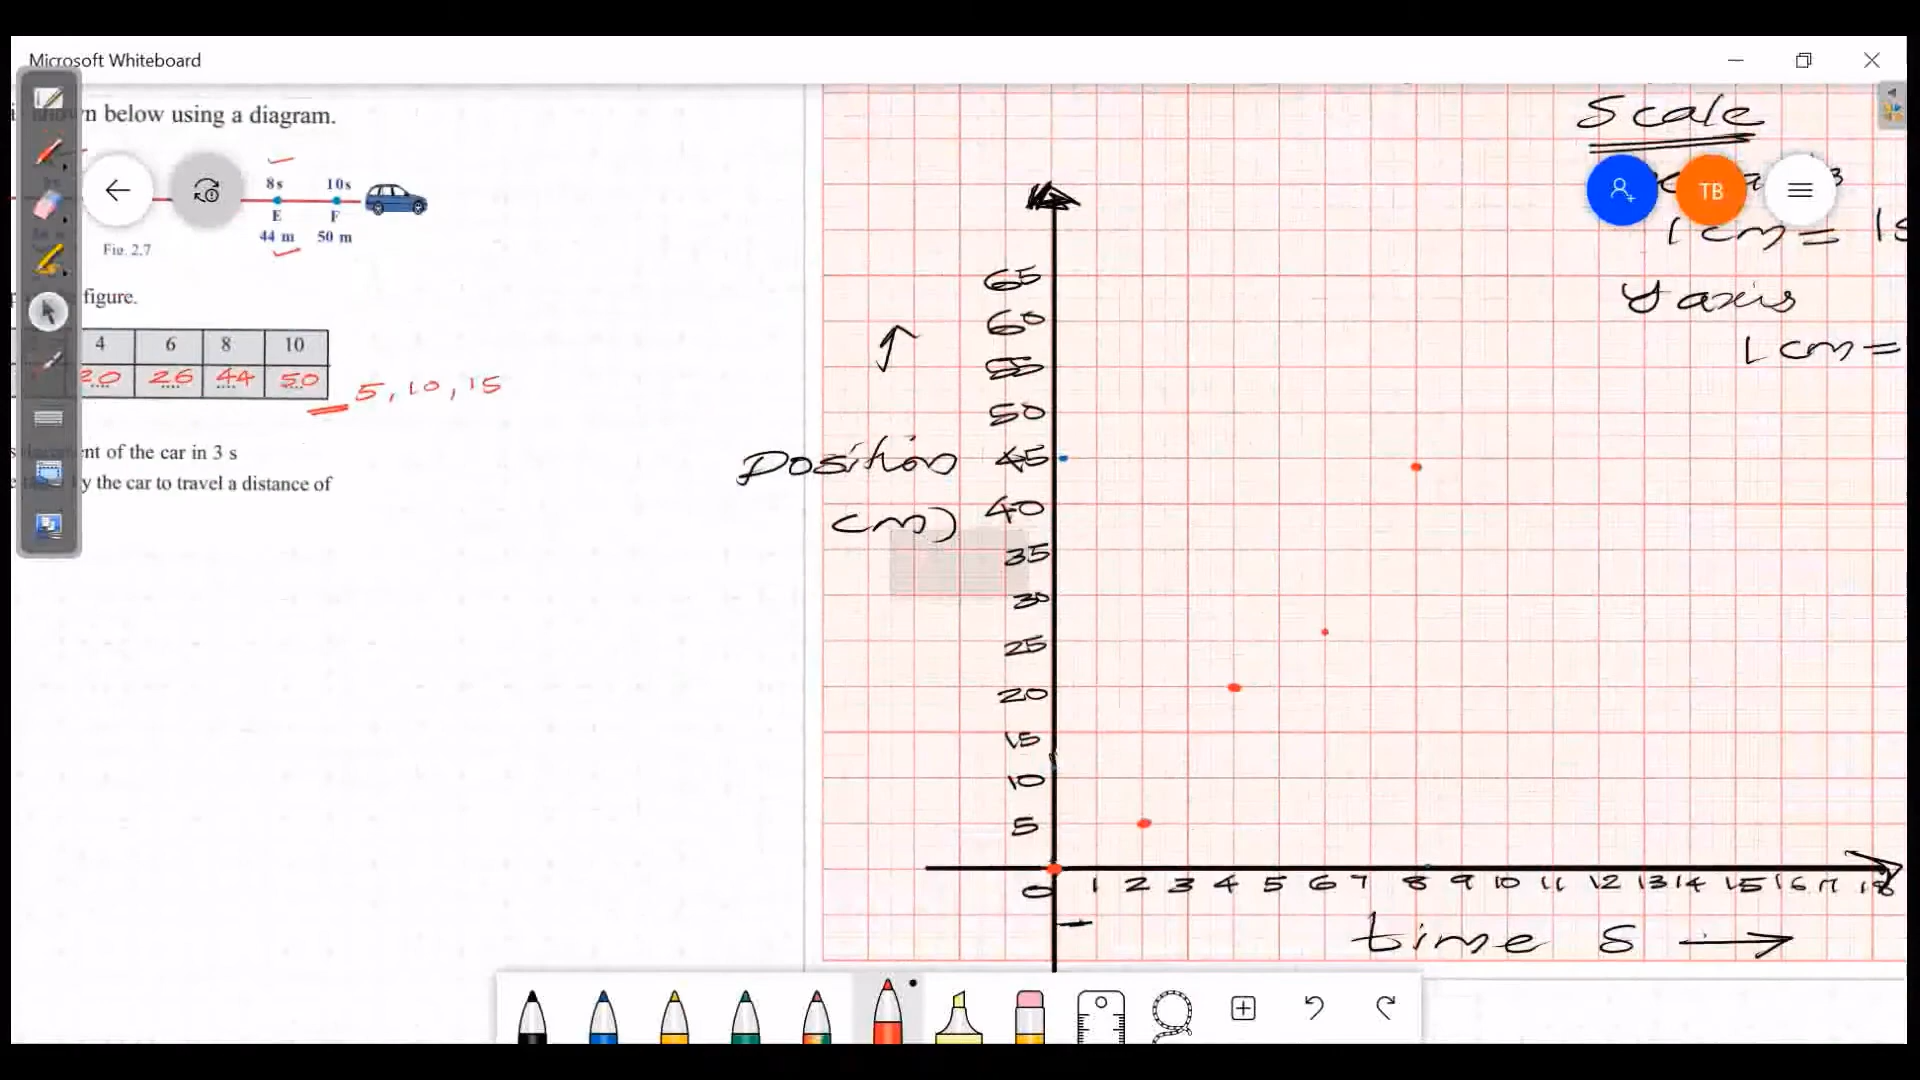 Microsoft Whiteboard
n below using a diagram.
8s 10s
E F
44 m 50 m
Fig. 2.7
figure.
4 6 8 10
20 26 44 50
5, 10, 15
nt of the car in 3 s
y the car to travel a distance of
Scale
TB
1 cm = 1s
y axis
1 cm =
65
60
55
50
Position 45
(m) 40
35
30
25
20
15
10
5
0 1 2 3 4 5 6 7 8 9 10 11 12 13 14 15 16 17 18
time s